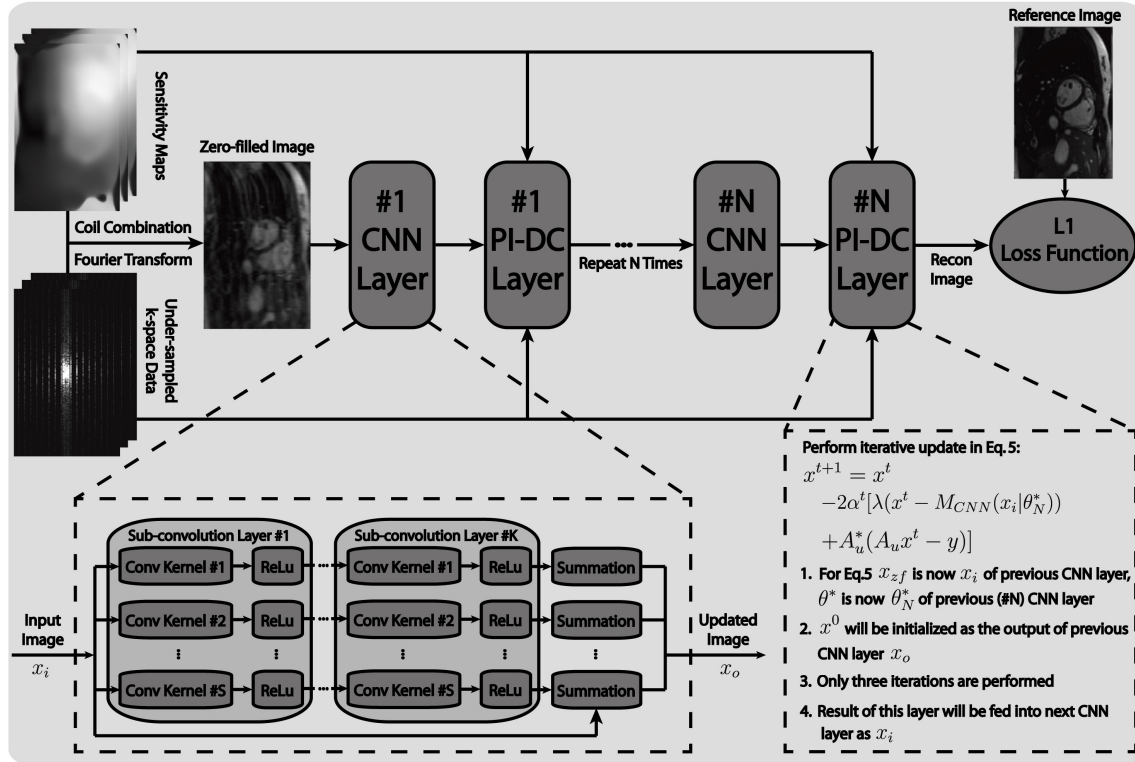 Reference Image
Sensitivity Maps
Zero-filled Image
Coil Combination
Fourier Transform
Under-sampled
k-space Data
#1
CNN
Layer
#1
PI-DC
Layer
Repeat N Times
#N
CNN
Layer
#N
PI-DC
Layer
Recon
Image
L1
Loss Function
Input
Image
x_i
Sub-convolution Layer #1
Conv Kernel #1
ReLu
Conv Kernel #2
ReLu
Conv Kernel #S
ReLu
Sub-convolution Layer #K
Conv Kernel #1
ReLu
Conv Kernel #2
ReLu
Conv Kernel #S
ReLu
Summation
Summation
Summation
Updated
Image
x_o
Perform iterative update in Eq.5:
x^{t+1} = x^t
-2α^t[λ(x^t - M_{CNN}(x_i|θ_N^*))
+A_u^*(A_u x^t - y)]
1. For Eq.5 x_{zf} is now x_i of previous CNN layer,
θ^* is now θ_N^* of previous (#N) CNN layer
2. x^0 will be initialized as the output of previous
CNN layer x_o
3. Only three iterations are performed
4. Result of this layer will be fed into next CNN
layer as x_i